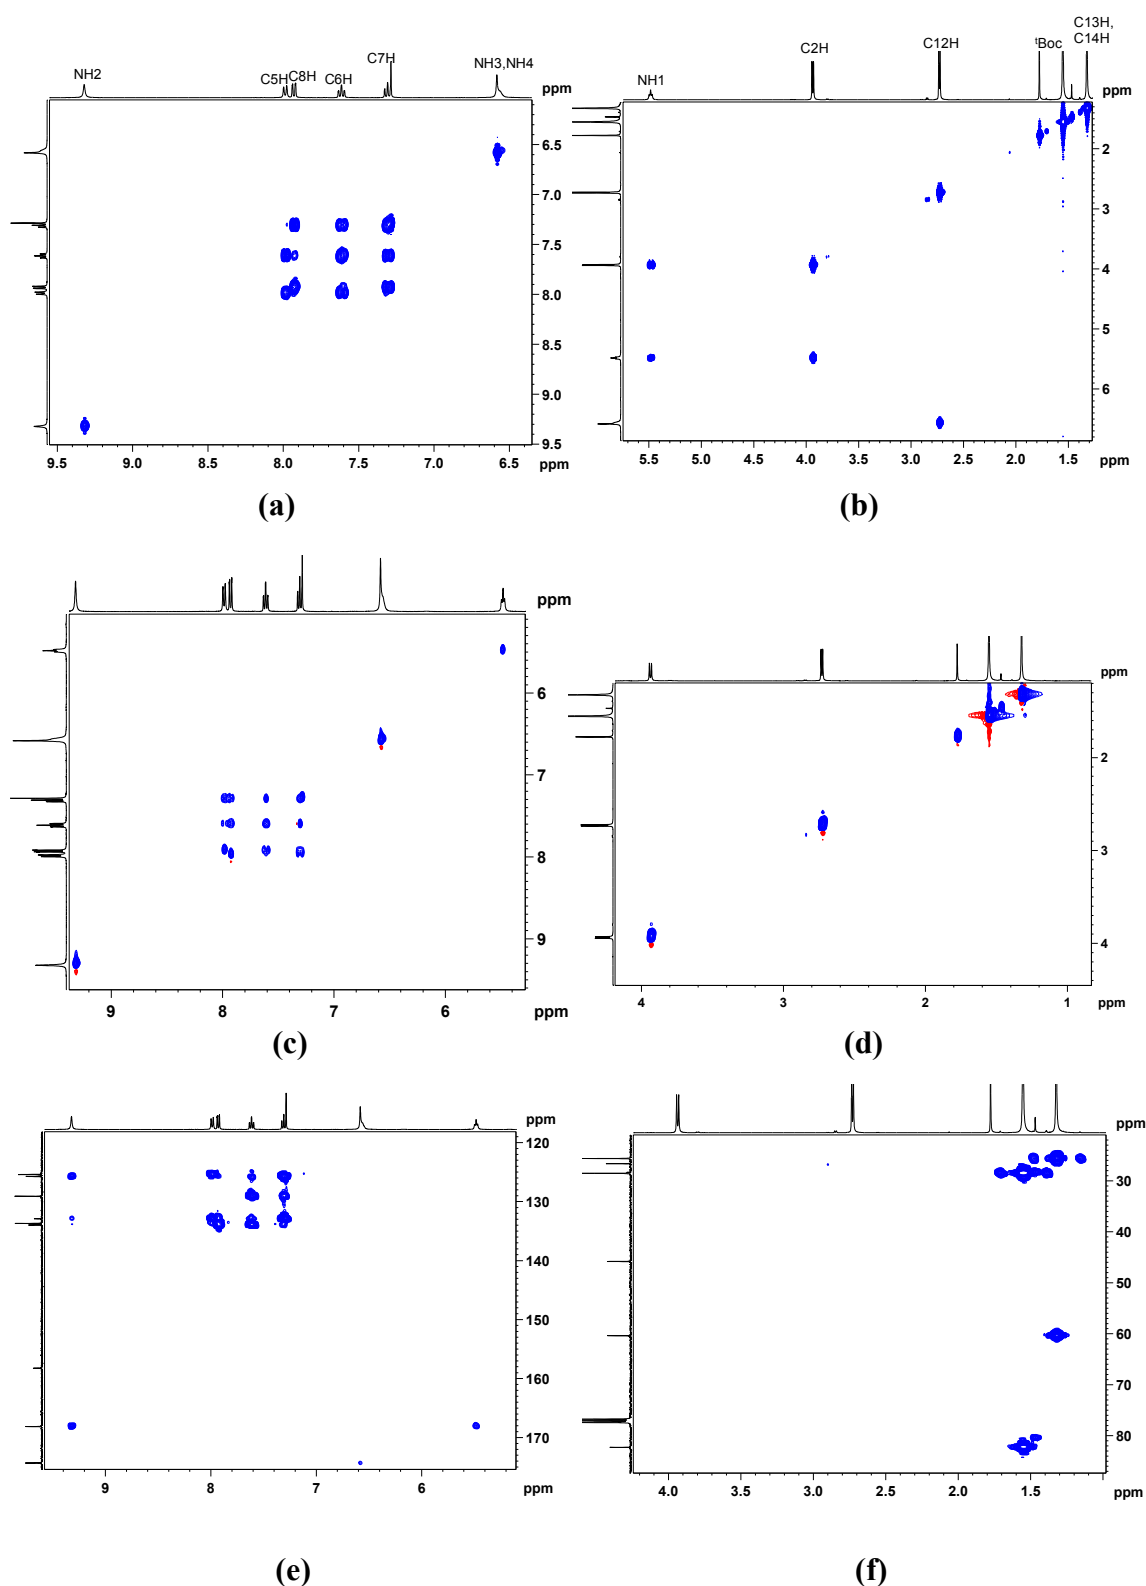 NH2
C5H
C8H
C6H
C7H
NH3,NH4
ppm
6.5
7.0
7.5
8.0
8.5
9.0
9.5
9.5 9.0 8.5 8.0 7.5 7.0 6.5 ppm
(a)
NH1
C2H
C12H
tBoc
C13H,
C14H
ppm
2
3
4
5
6
5.5 5.0 4.5 4.0 3.5 3.0 2.5 2.0 1.5 ppm
(b)
ppm
6
7
8
9
9 8 7 6 ppm
(c)
ppm
2
3
4
4 3 2 1 ppm
(d)
ppm
120
130
140
150
160
170
9 8 7 6 ppm
(e)
ppm
30
40
50
60
70
80
4.0 3.5 3.0 2.5 2.0 1.5 ppm
(f)